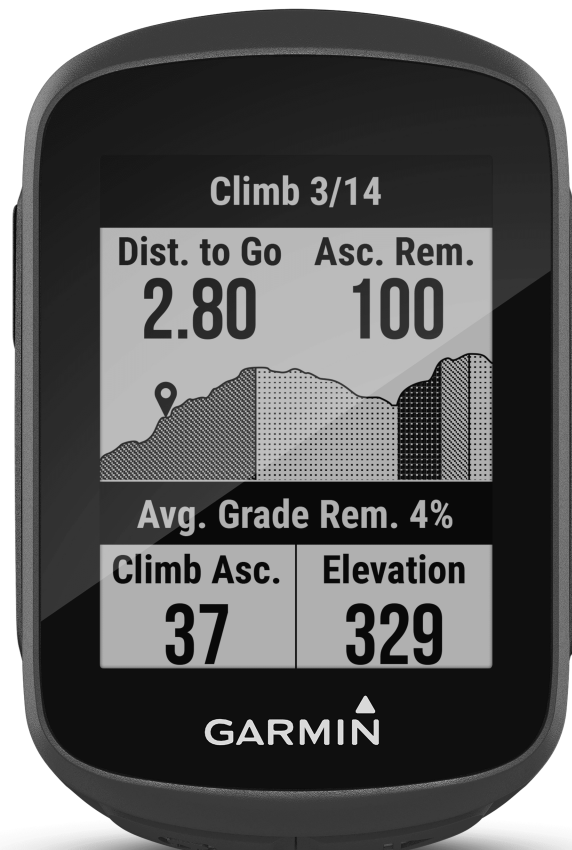 Climb 3/14
Dist. to Go Asc. Rem.
2.80 100
Avg. Grade Rem. 4%
Climb Asc. Elevation
37 329
GARMIN